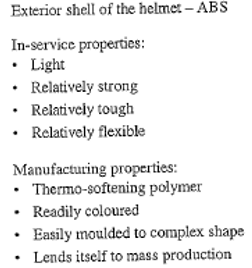 Exterior shell of the helmet – ABS
In-service properties:
• Light
• Relatively strong
• Relatively tough
• Relatively flexible
Manufacturing properties:
• Thermo-softening polymer
• Readily coloured
• Easily moulded to complex shape
• Lends itself to mass production